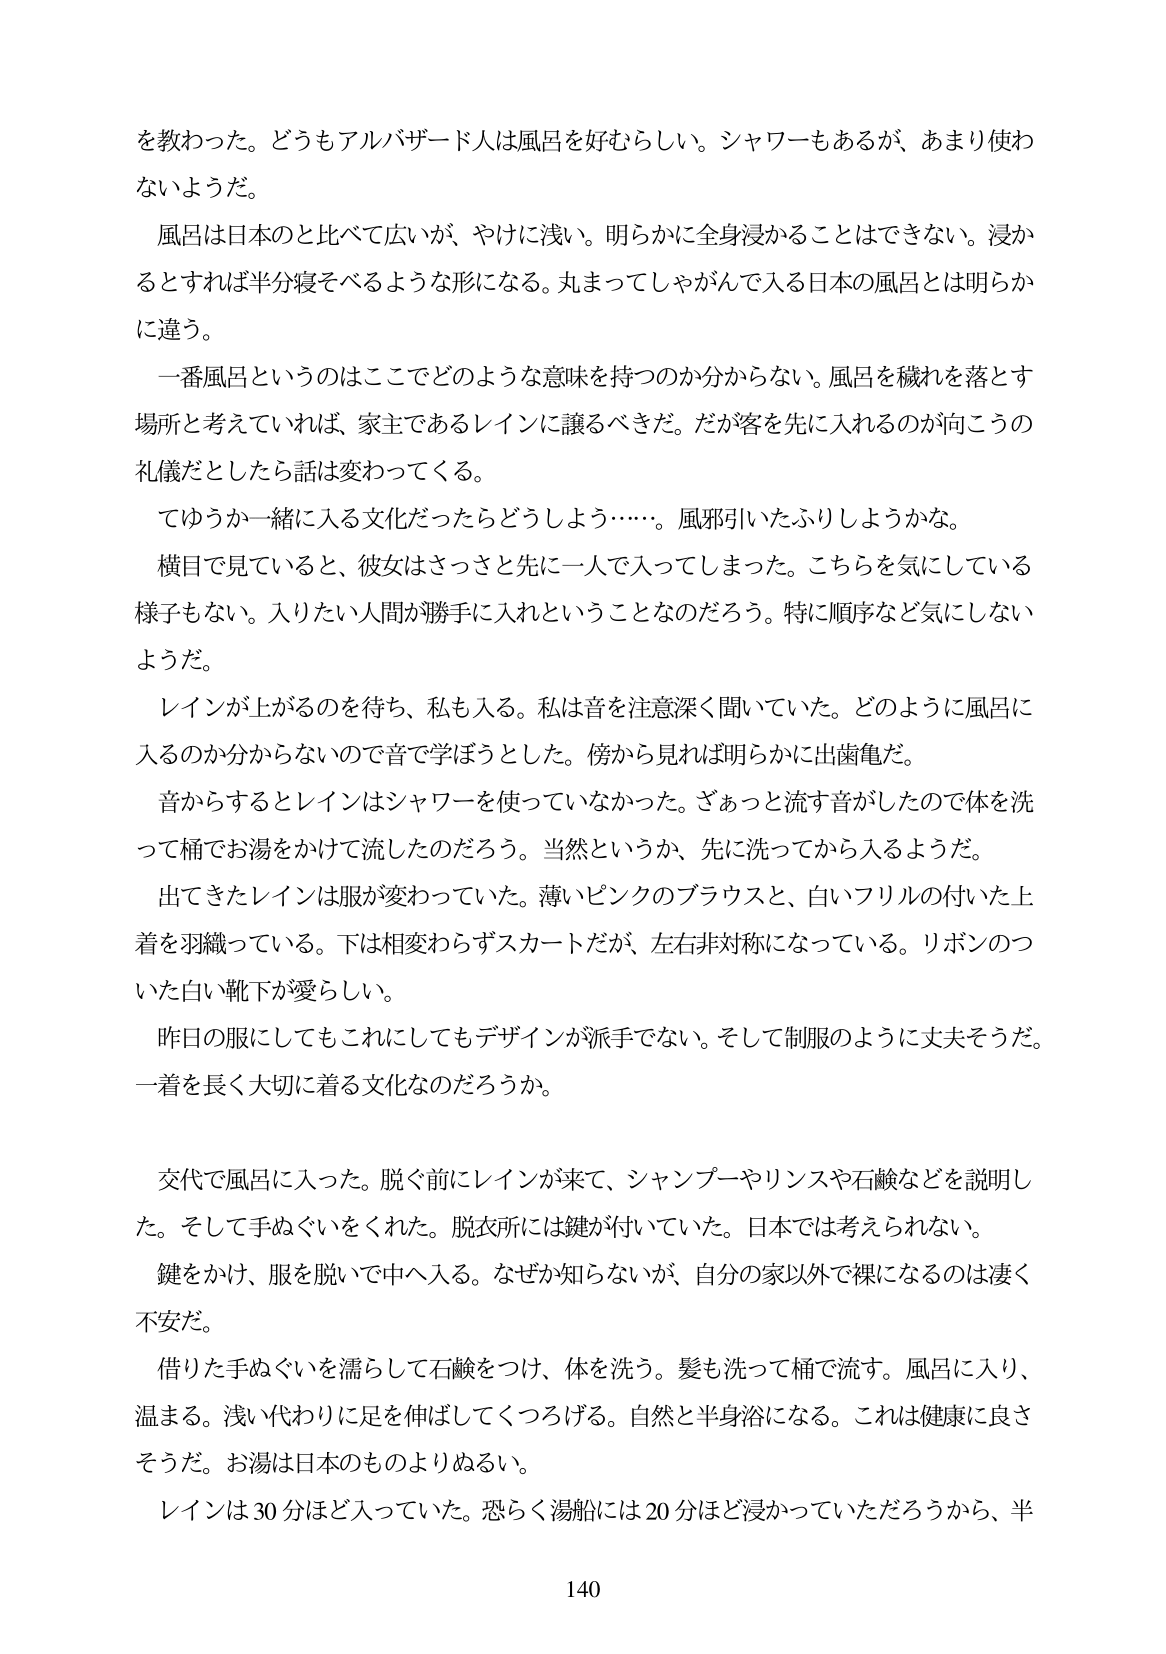 を教わった。どうもアルバザード人は風呂を好むらしい。シャワーもあるが、あまり使わ
ないようだ。
　風呂は日本のと比べて広いが、やけに浅い。明らかに全身浸かることはできない。浸か
るとすれば半分寝そべるような形になる。丸まってしゃがんで入る日本の風呂とは明らか
に違う。
　一番風呂というのはここでどのような意味を持つのか分からない。風呂を穢れを落とす
場所と考えていれば、家主であるレインに譲るべきだ。だが客を先に入れるのが向こうの
礼儀だとしたら話は変わってくる。
　てゆうか一緒に入る文化だったらどうしよう……。風邪引いたふりしようかな。
　横目で見ていると、彼女はさっさと先に一人で入ってしまった。こちらを気にしている
様子もない。入りたい人間が勝手に入れということなのだろう。特に順序など気にしない
ようだ。
　レインが上がるのを待ち、私も入る。私は音を注意深く聞いていた。どのように風呂に
入るのか分からないので音で学ぼうとした。傍から見れば明らかに出歯亀だ。
　音からするとレインはシャワーを使っていなかった。ざぁっと流す音がしたので体を洗
って桶でお湯をかけて流したのだろう。当然というか、先に洗ってから入るようだ。
　出てきたレインは服が変わっていた。薄いピンクのブラウスと、白いフリルの付いた上
着を羽織っている。下は相変わらずスカートだが、左右非対称になっている。リボンのつ
いた白い靴下が愛らしい。
　昨日の服にしてもこれにしてもデザインが派手でない。そして制服のように丈夫そうだ。
一着を長く大切に着る文化なのだろうか。
　交代で風呂に入った。脱ぐ前にレインが来て、シャンプーやリンスや石鹸などを説明し
た。そして手ぬぐいをくれた。脱衣所には鍵が付いていた。日本では考えられない。
　鍵をかけ、服を脱いで中へ入る。なぜか知らないが、自分の家以外で裸になるのは凄く
不安だ。
　借りた手ぬぐいを濡らして石鹸をつけ、体を洗う。髪も洗って桶で流す。風呂に入り、
温まる。浅い代わりに足を伸ばしてくつろげる。自然と半身浴になる。これは健康に良さ
そうだ。お湯は日本のものよりぬるい。
　レインは 30 分ほど入っていた。恐らく湯船には 20 分ほど浸かっていただろうから、半
140